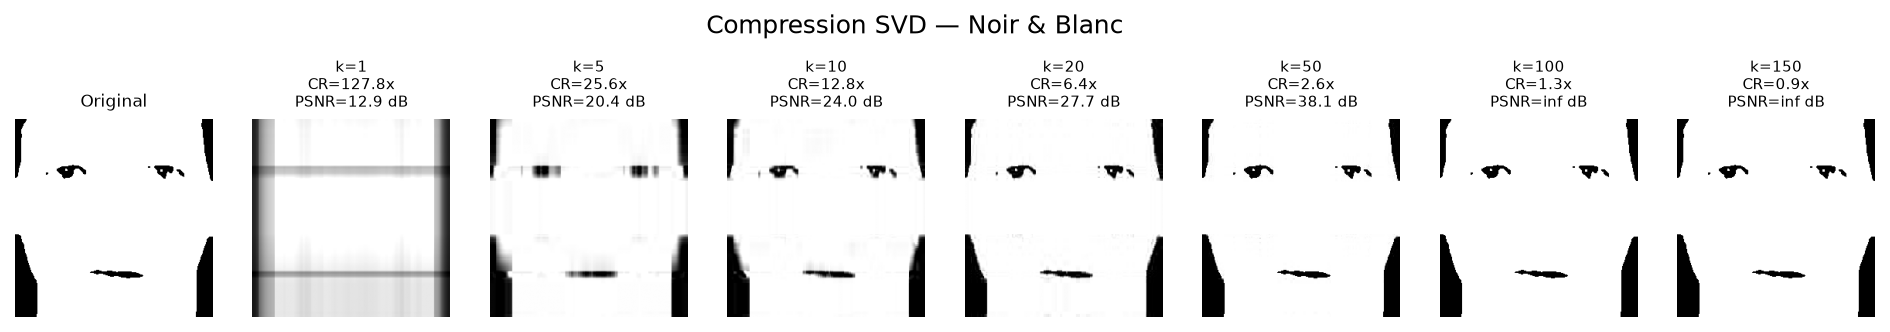 Compression SVD — Noir & Blanc
Original
k=1
CR=127.8x
PSNR=12.9 dB
k=5
CR=25.6x
PSNR=20.4 dB
k=10
CR=12.8x
PSNR=24.0 dB
k=20
CR=6.4x
PSNR=27.7 dB
k=50
CR=2.6x
PSNR=38.1 dB
k=100
CR=1.3x
PSNR=inf dB
k=150
CR=0.9x
PSNR=inf dB